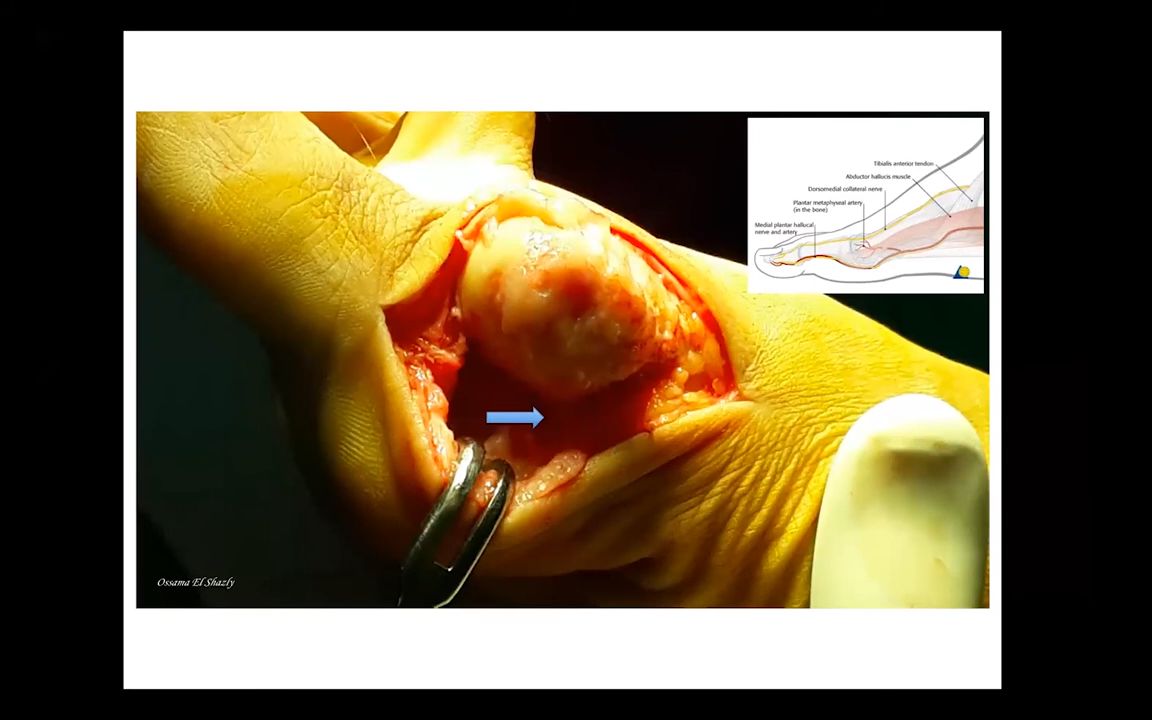 Tibialis anterior tendon
Abductor hallucis muscle
Dorsomedial collateral nerve
Plantar metaphyseal artery
(in the bone)
Medial plantar hallucal
nerve and artery
Ossama El Shazly